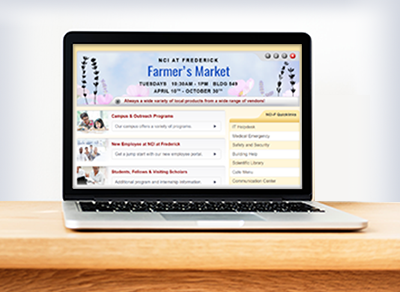 NCI AT FREDERICK
Farmer's Market
TUESDAYS 10:30AM - 1PM BLDG 549
APRIL 10TH - OCTOBER 30TH
Always a wide variety of local products from a wide range of vendors!
Campus & Outreach Programs
Our campus offers a variety of programs.
New Employee at NCI at Frederick
Get a jump start with our new employee portal.
Students, Fellows & Visiting Scholars
Additional program and internship information.
NCI-F Quicklinks
IT Helpdesk
Medical Emergency
Safety and Security
Building Help
Scientific Library
Cafe Menu
Communication Center